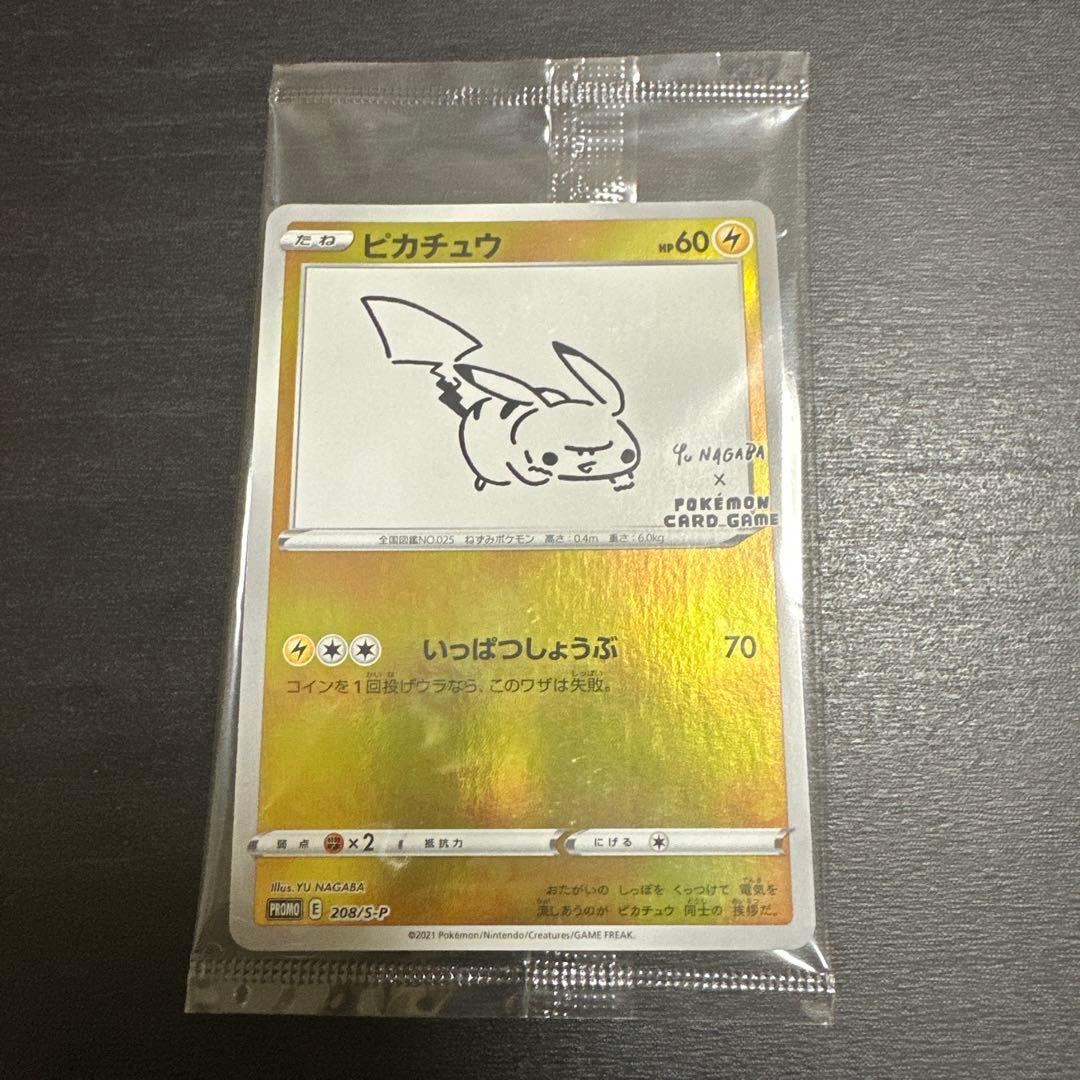 たね ピカチュウ HP60
YU NAGABA
×
POKÉMON
CARD GAME
全国図鑑NO.025 ねずみポケモン 高さ:0.4m 重さ:6.0kg
いっぱつしょうぶ 70
コインを1回投げウラなら、このワザは失敗。
弱点 ×2 抵抗力 にげる
Illus. YU NAGABA
PROMO E 208/S-P
おたがいの しっぽを くっつけて 電気を
流しあうのが ピカチュウ 同士の 挨拶だ。
©2021 Pokémon/Nintendo/Creatures/GAME FREAK.